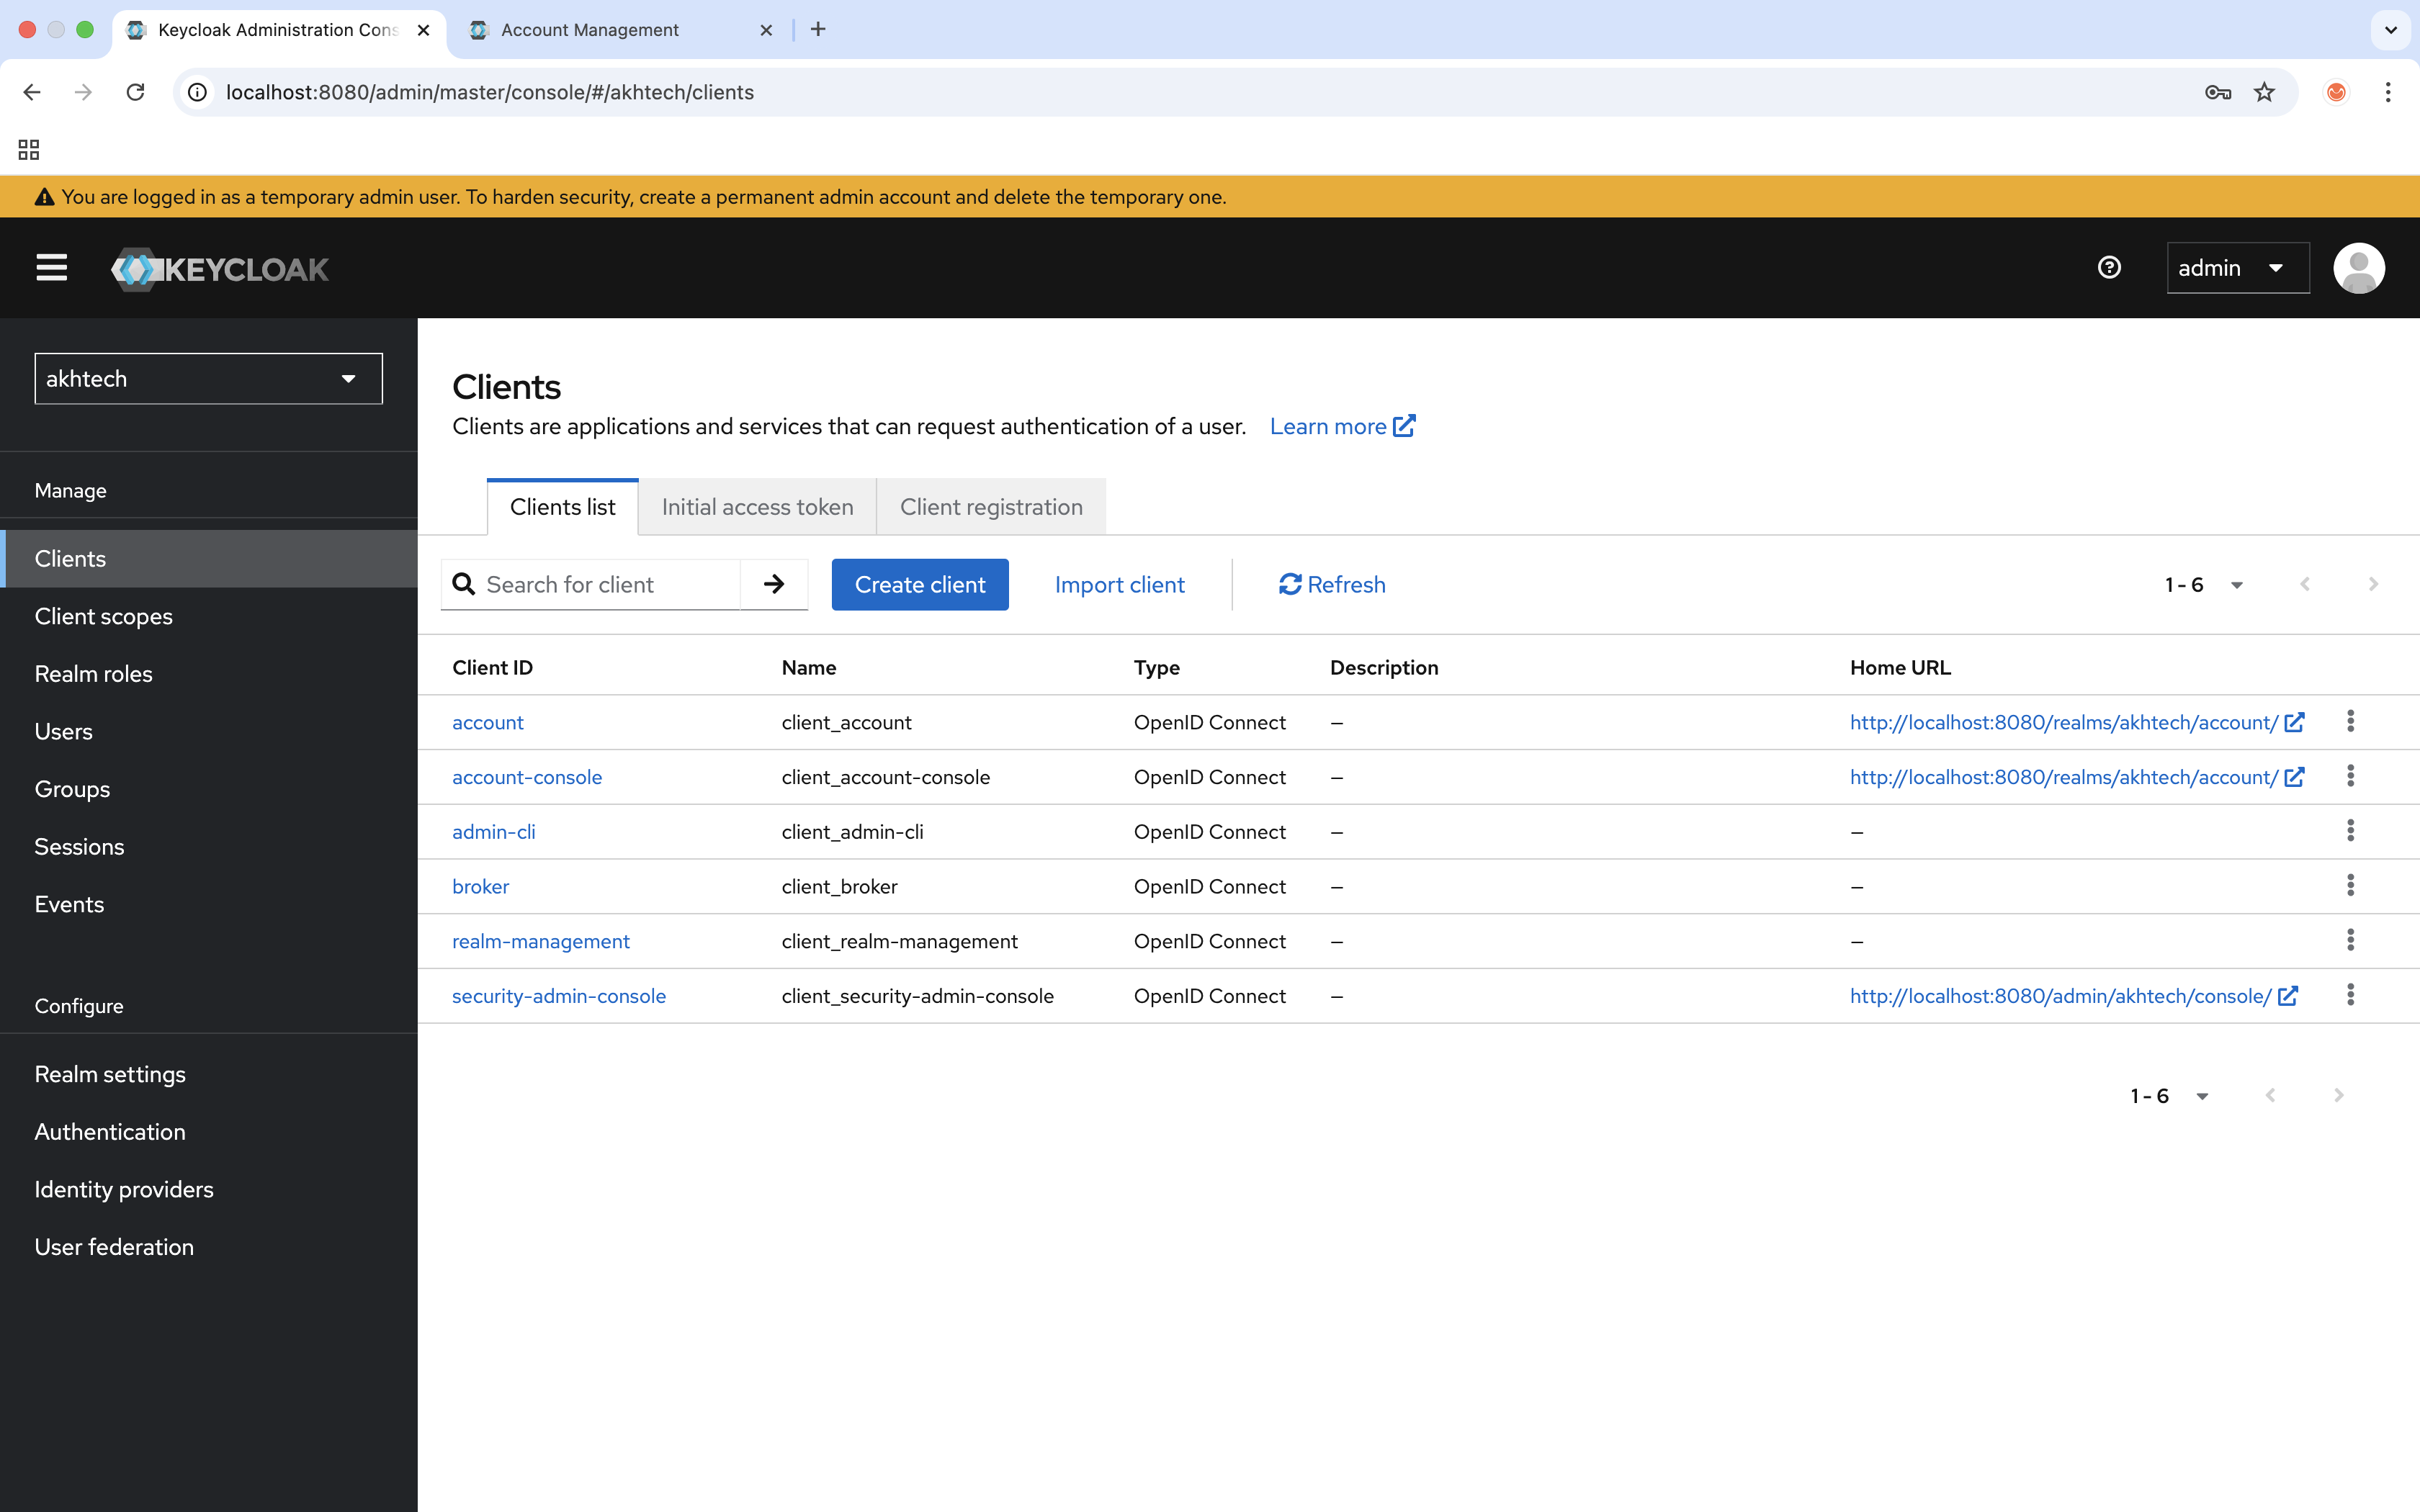 Keycloak Administration Cons
Account Management
localhost:8080/admin/master/console/#/akhtech/clients
You are logged in as a temporary admin user. To harden security, create a permanent admin account and delete the temporary one.
KEYCLOAK
admin
akhtech
Manage
Clients
Client scopes
Realm roles
Users
Groups
Sessions
Events
Configure
Realm settings
Authentication
Identity providers
User federation
Clients
Clients are applications and services that can request authentication of a user. Learn more
Clients list Initial access token Client registration
Search for client Create client Import client Refresh 1 - 6
Client ID Name Type Description Home URL
account client_account OpenID Connect – http://localhost:8080/realms/akhtech/account/
account-console client_account-console OpenID Connect – http://localhost:8080/realms/akhtech/account/
admin-cli client_admin-cli OpenID Connect – –
broker client_broker OpenID Connect – –
realm-management client_realm-management OpenID Connect – –
security-admin-console client_security-admin-console OpenID Connect – http://localhost:8080/admin/akhtech/console/
1 - 6